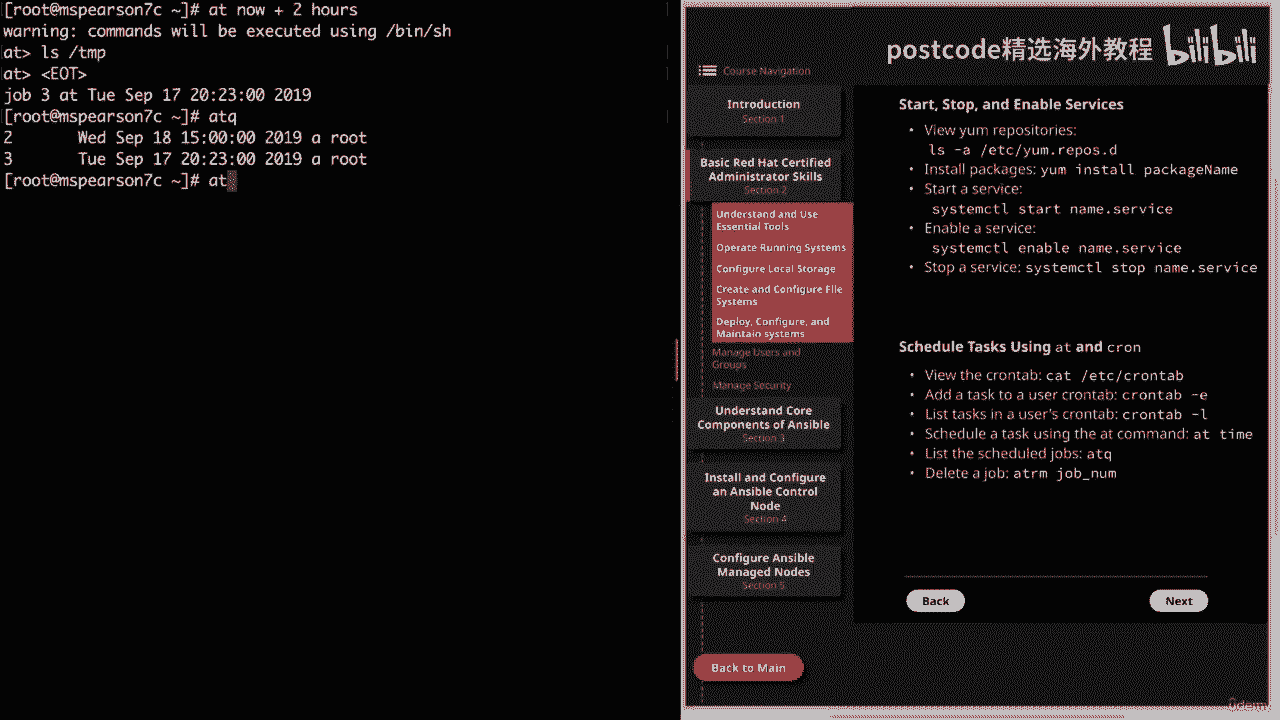 [root@mspearson7c ~]# at now + 2 hours
warning: commands will be executed using /bin/sh
at> ls /tmp
at> <EOT>
job 3 at Tue Sep 17 20:23:00 2019
[root@mspearson7c ~]# atq
2       Wed Sep 18 15:00:00 2019 a root
3       Tue Sep 17 20:23:00 2019 a root
[root@mspearson7c ~]# at
postcode精选海外教程 bilibili
Course Navigation
Introduction
Section 1
Basic Red Hat Certified
Administrator Skills
Section 2
Understand and Use
Essential Tools
Operate Running Systems
Configure Local Storage
Create and Configure File
Systems
Deploy, Configure, and
Maintain systems
Manage Users and
Groups
Manage Security
Understand Core
Components of Ansible
Section 3
Install and Configure
an Ansible Control
Node
Section 4
Configure Ansible
Managed Nodes
Section 5
Back to Main
Start, Stop, and Enable Services
• View yum repositories:
ls -a /etc/yum.repos.d
• Install packages: yum install packageName
• Start a service:
systemctl start name.service
• Enable a service:
systemctl enable name.service
• Stop a service: systemctl stop name.service
Schedule Tasks Using at and cron
• View the crontab: cat /etc/crontab
• Add a task to a user crontab: crontab -e
• List tasks in a user's crontab: crontab -l
• Schedule a task using the at command: at time
• List the scheduled jobs: atq
• Delete a job: atrm job_num
Back
Next
Udemy